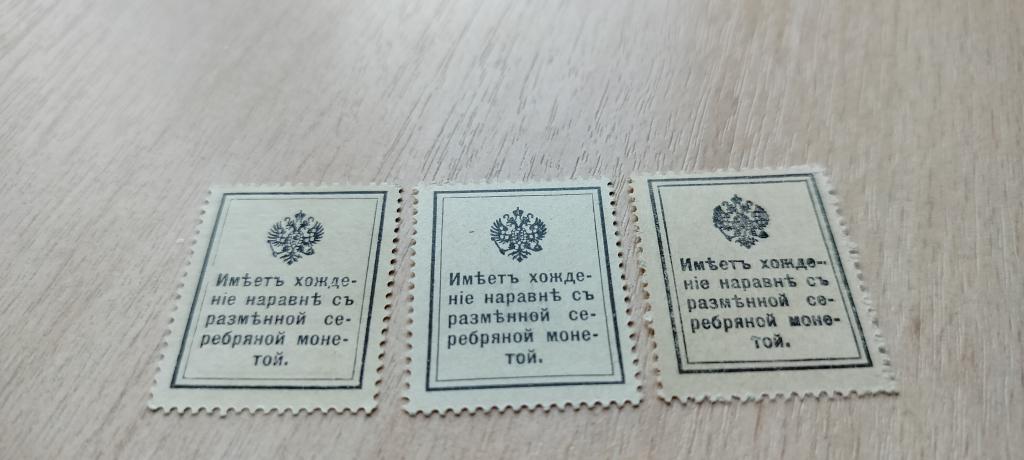 Имѣетъ хожде-
ніе наравнѣ съ
размѣнной се-
ребряной моне-
той.
Имѣетъ хожде-
ніе наравнѣ съ
размѣнной се-
ребряной моне-
той.
Имѣетъ хожде-
ніе наравнѣ съ
размѣнной се-
ребряной моне-
той.